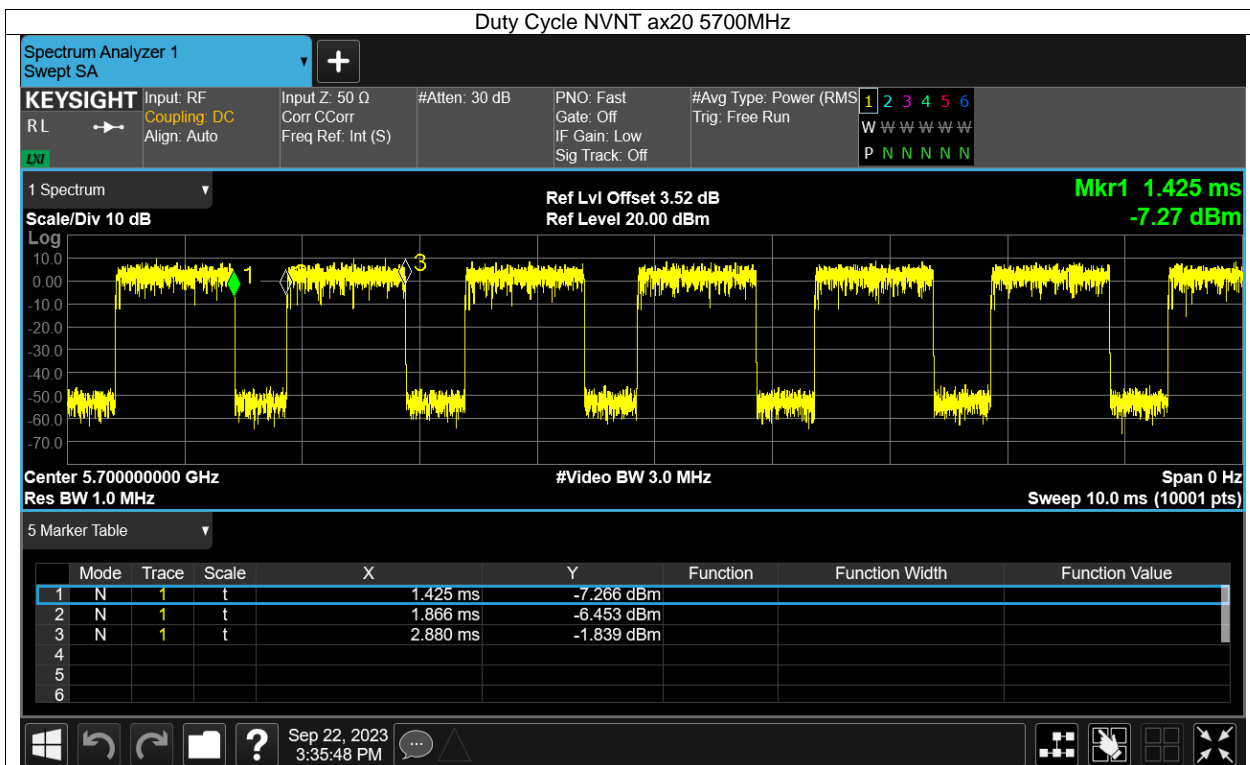 Duty Cycle NVNT ax20 5700MHz
Spectrum Analyzer 1
Swept SA
KEYSIGHT
RL
LXI
Input: RF
Coupling: DC
Align: Auto
Input Z: 50 Ω
Corr CCorr
Freq Ref: Int (S)
#Atten: 30 dB
PNO: Fast
Gate: Off
IF Gain: Low
Sig Track: Off
#Avg Type: Power (RMS
Trig: Free Run
1 2 3 4 5 6
W W W W W W
P N N N N N
1 Spectrum
Scale/Div 10 dB
Ref Lvl Offset 3.52 dB
Ref Level 20.00 dBm
Mkr1 1.425 ms
-7.27 dBm
Log
10.0
0.00
-10.0
-20.0
-30.0
-40.0
-50.0
-60.0
-70.0
1
3
Center 5.700000000 GHz
#Video BW 3.0 MHz
Span 0 Hz
Res BW 1.0 MHz
Sweep 10.0 ms (10001 pts)
5 Marker Table
Mode Trace Scale X Y Function Function Width Function Value
1 N 1 t 1.425 ms -7.266 dBm
2 N 1 t 1.866 ms -6.453 dBm
3 N 1 t 2.880 ms -1.839 dBm
4
5
6
?
Sep 22, 2023
3:35:48 PM